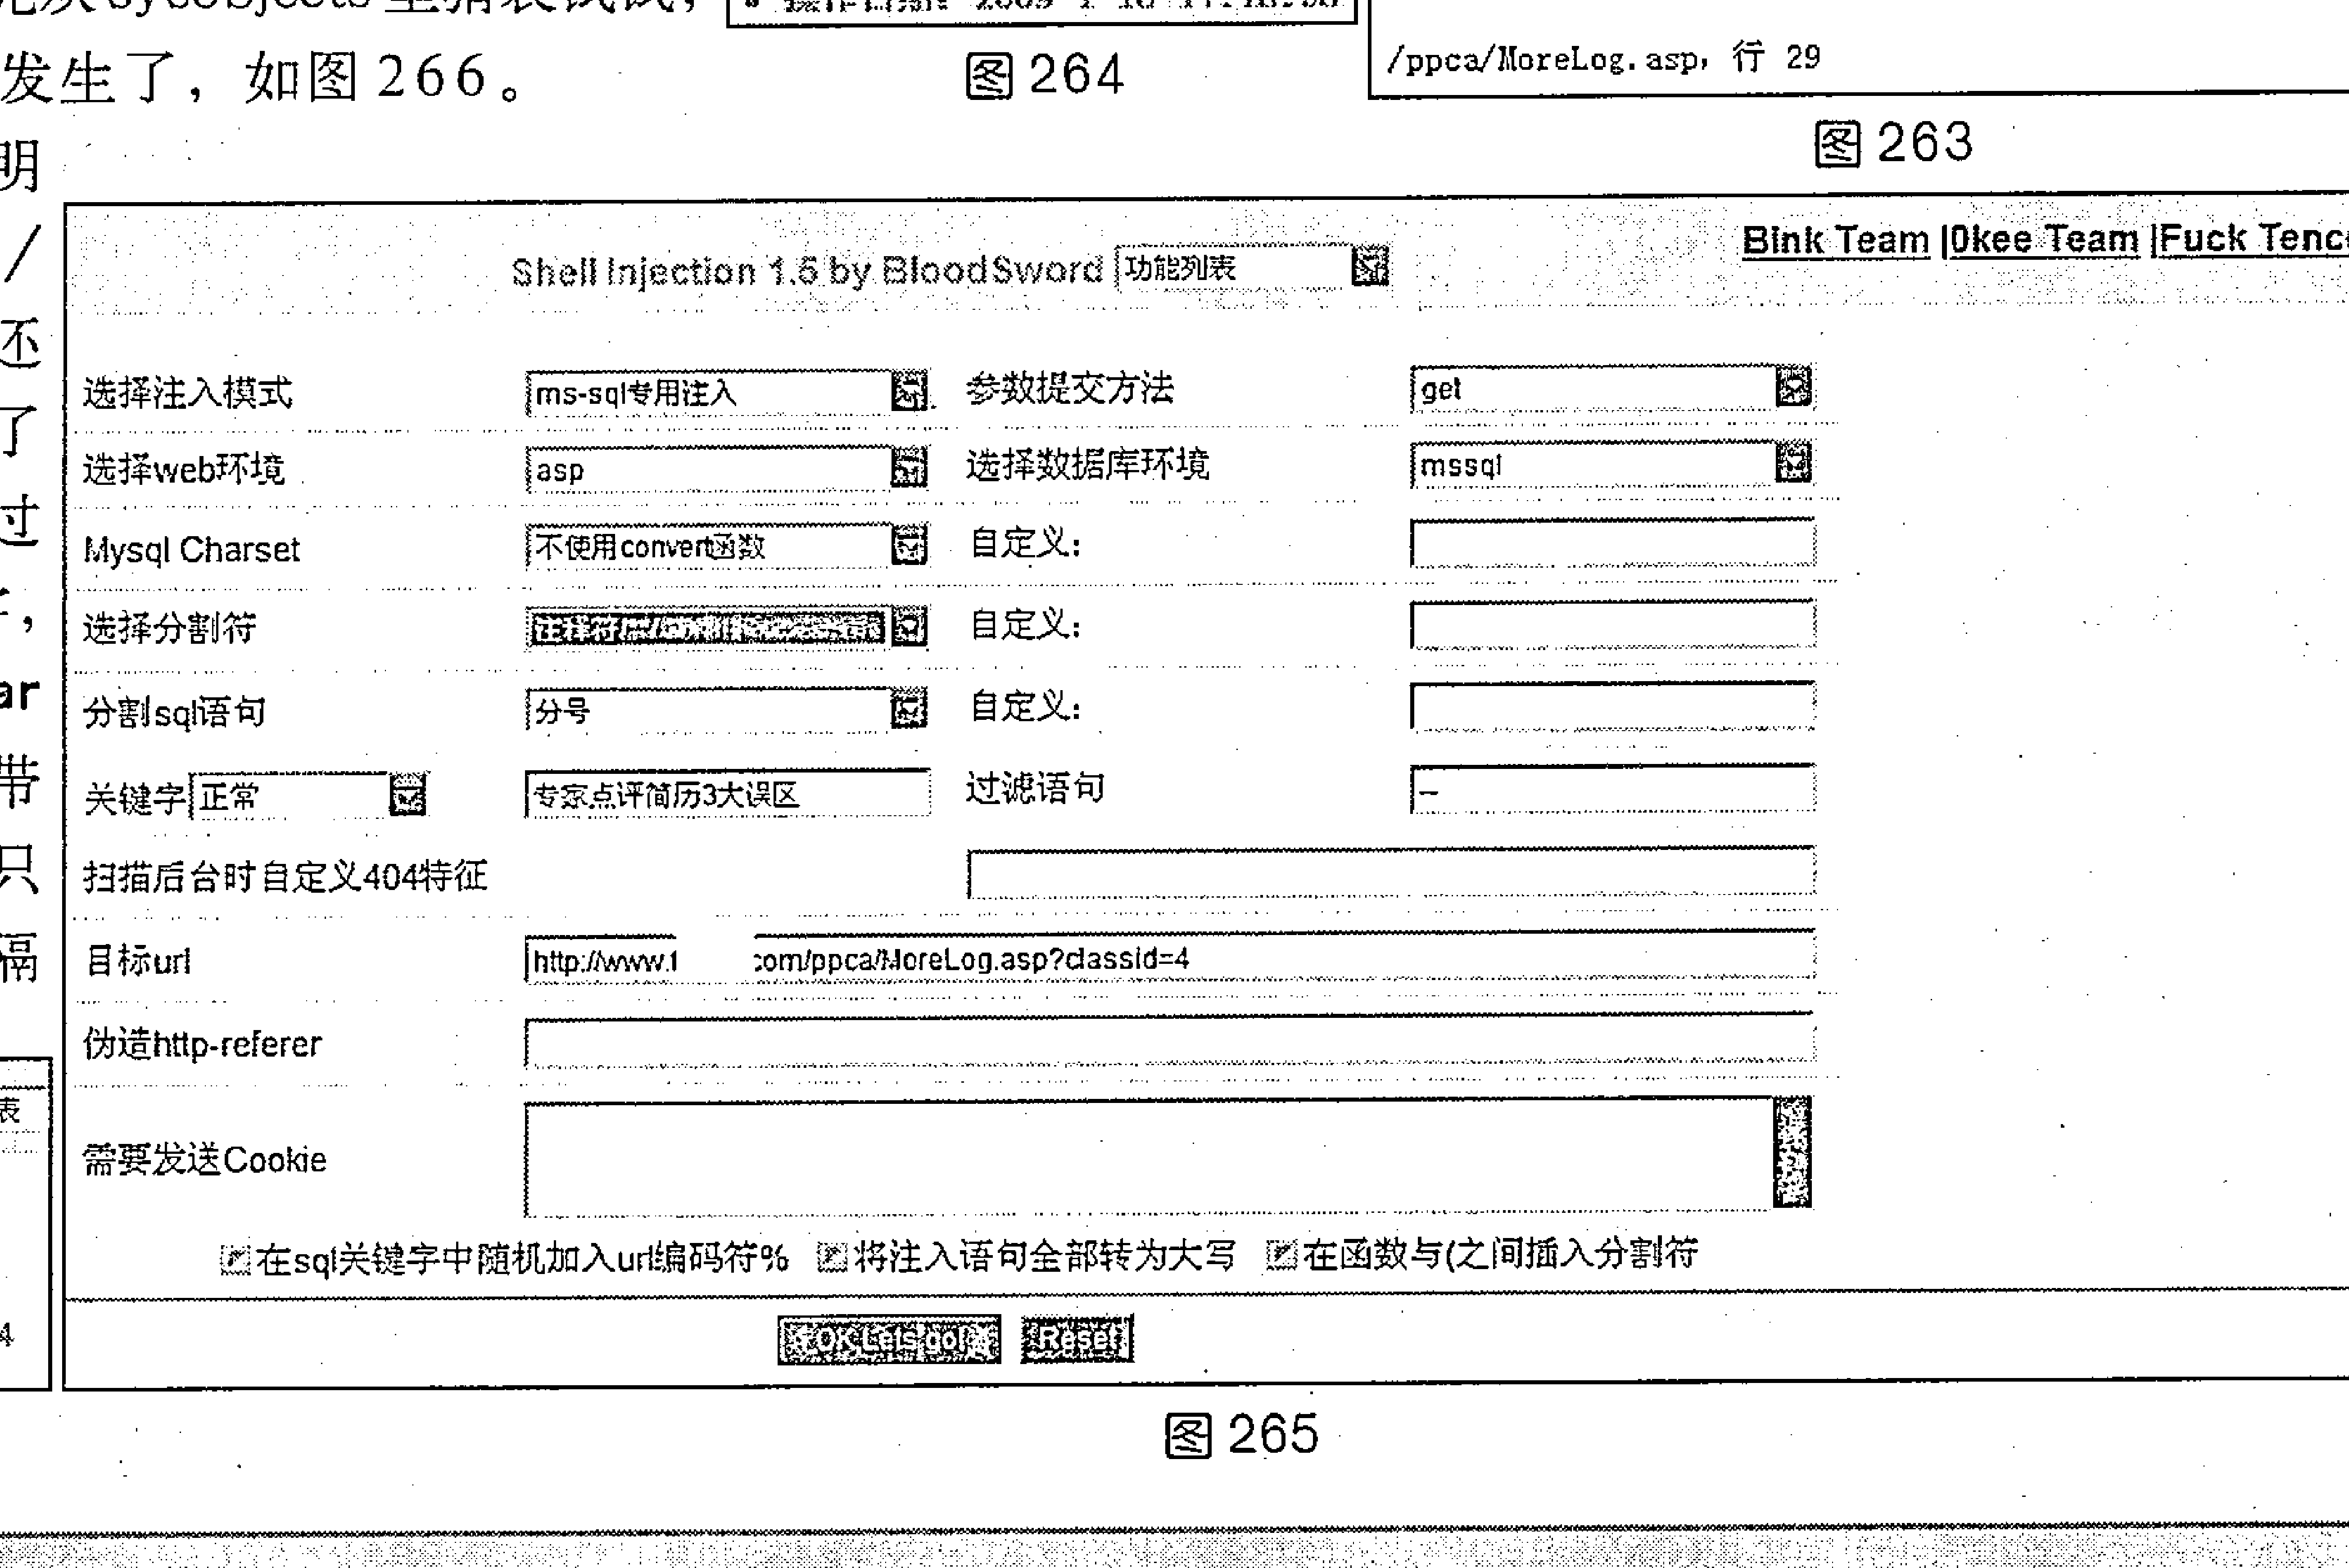 发生了，如图266。
图264
/ppca/MoreLog.asp，行 29
图263
明
/
还
了
过
ar
带
只
隔
表
4
Shell Injection 1.5 by BloodSword 功能列表
Bink Team |0kee Team |Fuck Tence
选择注入模式 ms-sql专用注入 参数提交方法 get
选择web环境 asp 选择数据库环境 mssql
Mysql Charset 不使用convert函数 自定义：
选择分割符 自定义：
分割sql语句 分号 自定义：
关键字 正常 专家点评简历3大误区 过滤语句 --
扫描后台时自定义404特征
目标url http://www.t com/ppca/MoreLog.asp?classid=4
伪造http-referer
需要发送Cookie
在sql关键字中随机加入url编码符% 将注入语句全部转为大写 在函数与(之间插入分割符
OK Lets go! Reset
图265